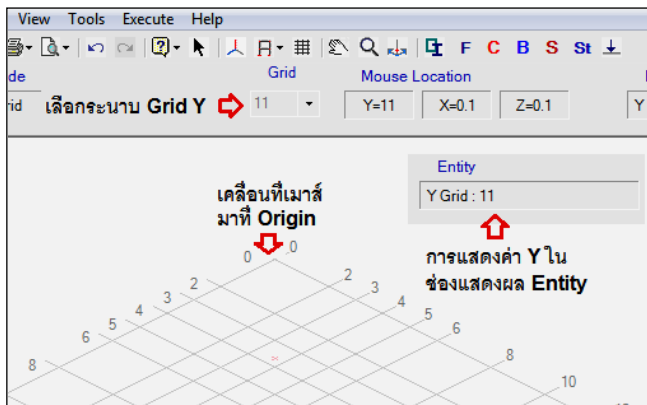 View Tools Execute Help
F C B S St
de Grid Mouse Location
rid เลือกระนาบ Grid Y 11 Y=11 X=0.1 Z=0.1 Y
Entity
Y Grid : 11
เคลื่อนที่เมาส์
มาที่ Origin
การแสดงค่า Y ใน
ช่องแสดงผล Entity
0 0
2 2
3 3
4 4
5 5
6 6
8 8
10